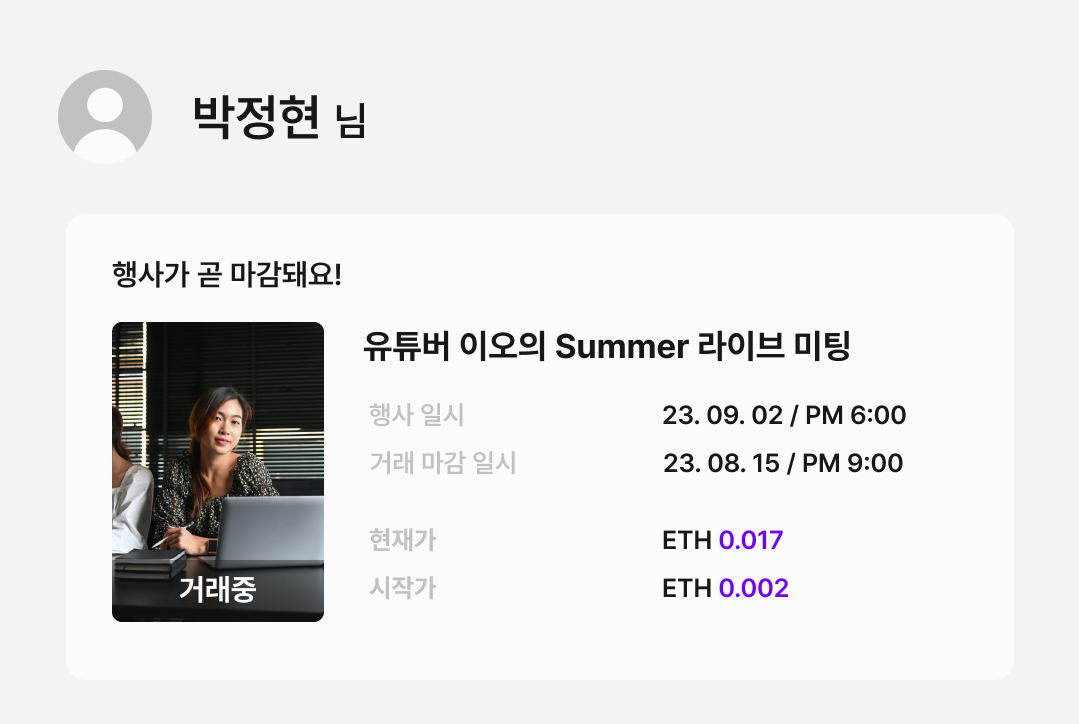 박정현 님
행사가 곧 마감돼요!
유튜버 이오의 Summer 라이브 미팅
행사 일시 23. 09. 02 / PM 6:00
거래 마감 일시 23. 08. 15 / PM 9:00
현재가 ETH 0.017
시작가 ETH 0.002
거래중